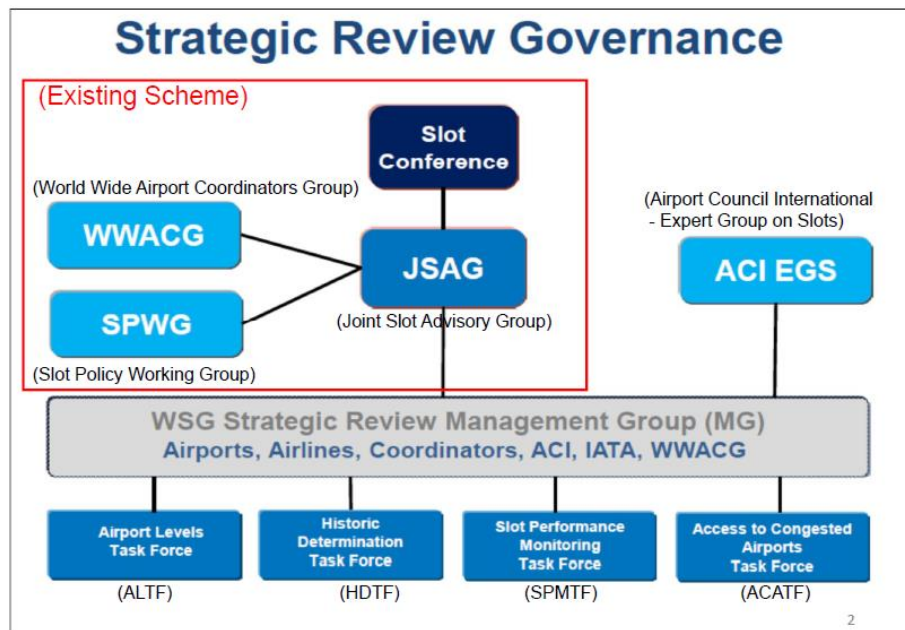 Strategic Review Governance
(Existing Scheme)
Slot
Conference
(World Wide Airport Coordinators Group)
WWACG
JSAG
SPWG
(Joint Slot Advisory Group)
(Slot Policy Working Group)
(Airport Council International
- Expert Group on Slots)
ACI EGS
WSG Strategic Review Management Group (MG)
Airports, Airlines, Coordinators, ACI, IATA, WWACG
Airport Levels
Task Force
(ALTF)
Historic
Determination
Task Force
(HDTF)
Slot Performance
Monitoring
Task Force
(SPMTF)
Access to Congested
Airports
Task Force
(ACATF)
2